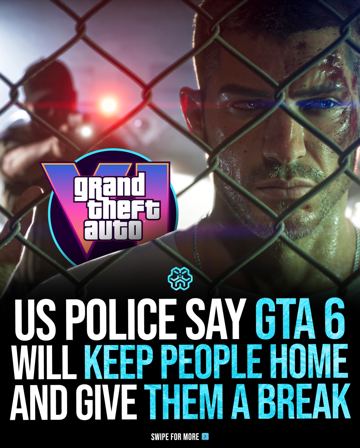 VI
grand
theft
auto
US POLICE SAY GTA 6
WILL KEEP PEOPLE HOME
AND GIVE THEM A BREAK
SWIPE FOR MORE